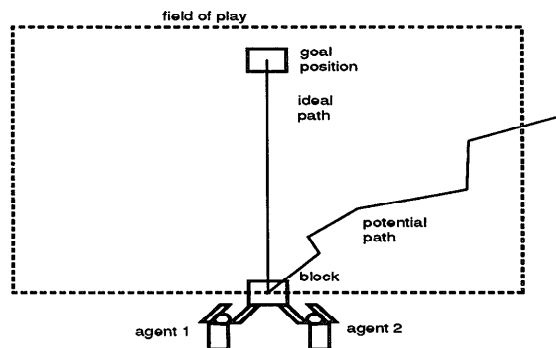 field of play
goal
position
ideal
path
potential
path
block
agent 1
agent 2